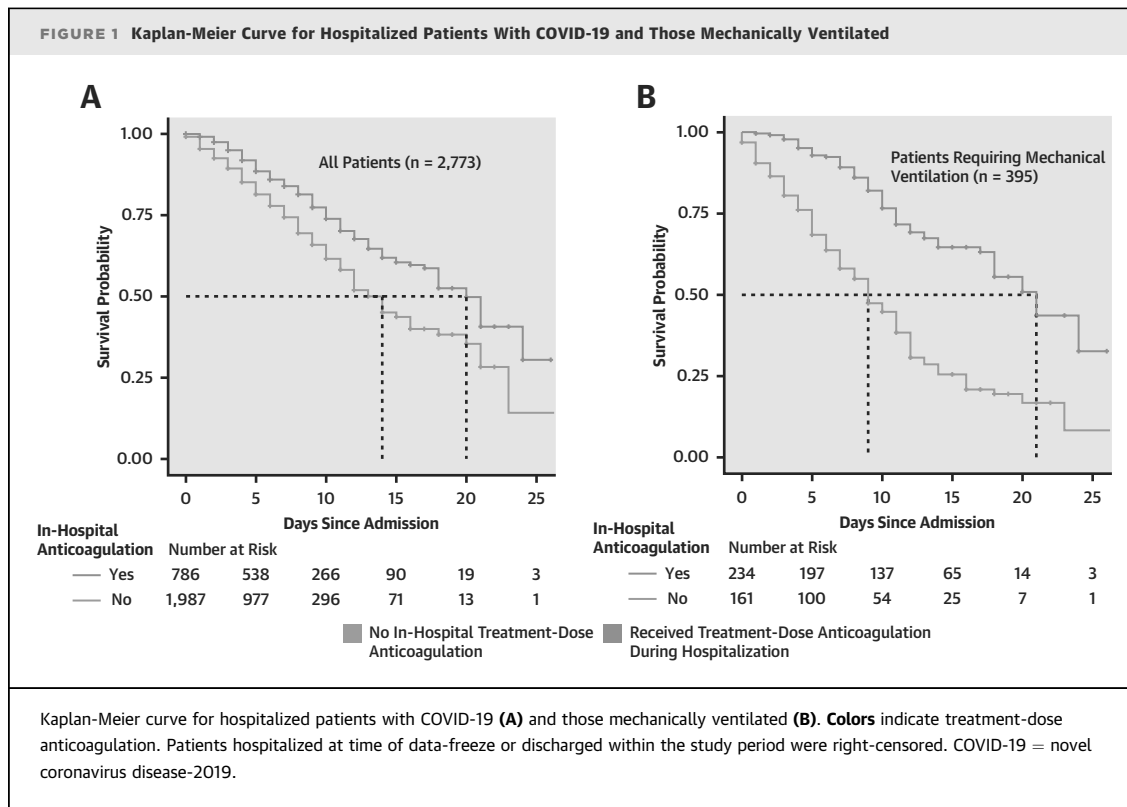 FIGURE 1 Kaplan-Meier Curve for Hospitalized Patients With COVID-19 and Those Mechanically Ventilated
A
Survival Probability
1.00
0.75
0.50
0.25
0.00
All Patients (n = 2,773)
0 5 10 15 20 25
Days Since Admission
In-Hospital
Anticoagulation Number at Risk
Yes 786 538 266 90 19 3
No 1,987 977 296 71 13 1
B
Survival Probability
1.00
0.75
0.50
0.25
0.00
Patients Requiring Mechanical
Ventilation (n = 395)
0 5 10 15 20 25
Days Since Admission
In-Hospital
Anticoagulation Number at Risk
Yes 234 197 137 65 14 3
No 161 100 54 25 7 1
No In-Hospital Treatment-Dose
Anticoagulation
Received Treatment-Dose Anticoagulation
During Hospitalization
Kaplan-Meier curve for hospitalized patients with COVID-19 (A) and those mechanically ventilated (B). Colors indicate treatment-dose
anticoagulation. Patients hospitalized at time of data-freeze or discharged within the study period were right-censored. COVID-19 = novel
coronavirus disease-2019.